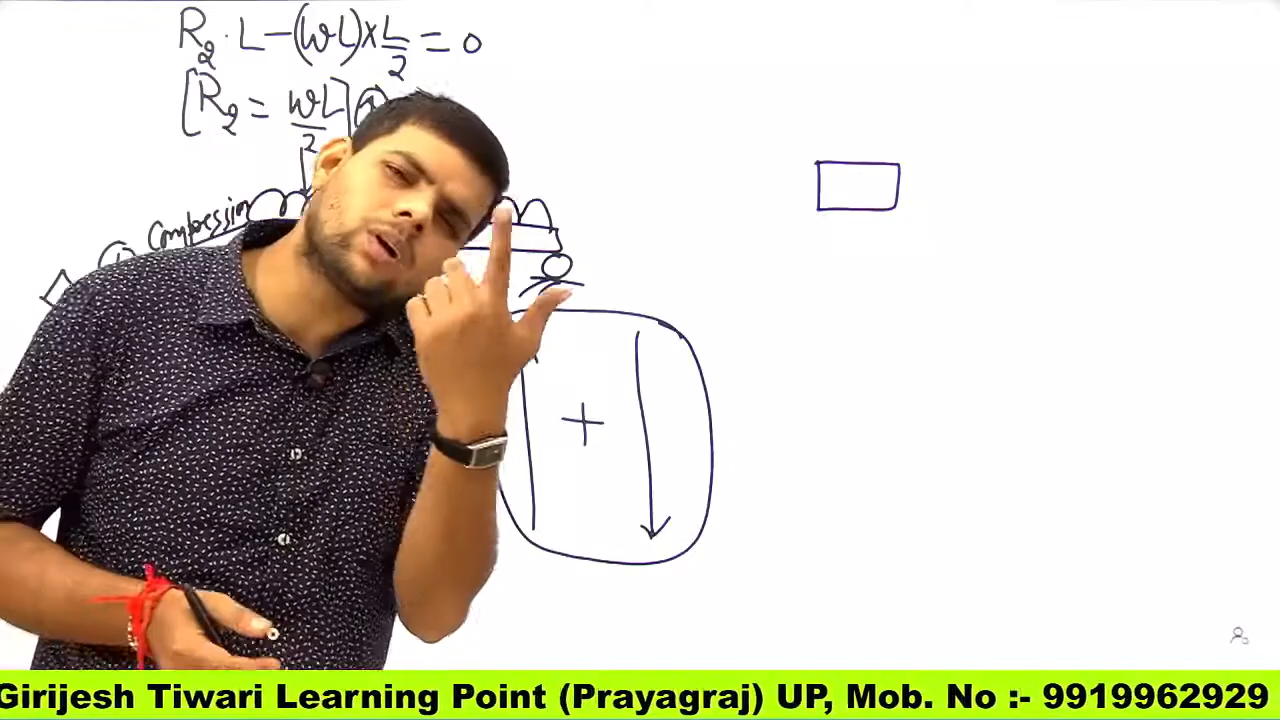 R₂ · L − (wL) × L/2 = 0
[R₂ = wL/2]
Compression
+
Girijesh Tiwari Learning Point (Prayagraj) UP, Mob. No :- 9919962929